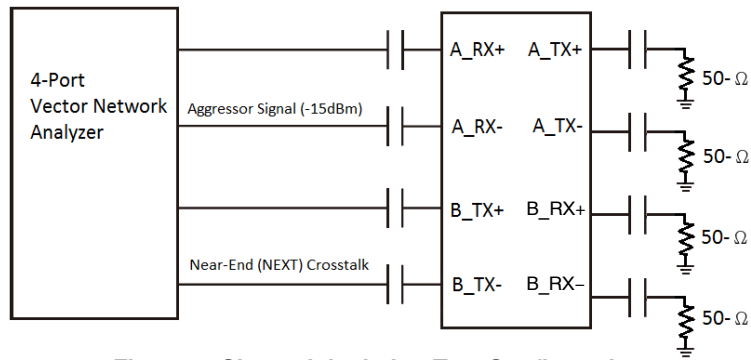 4-Port
Vector Network
Analyzer
Aggressor Signal (-15dBm)
Near-End (NEXT) Crosstalk
A_RX+ A_TX+
A_RX- A_TX-
B_TX+ B_RX+
B_TX- B_RX−
50- Ω
50- Ω
50- Ω
50- Ω